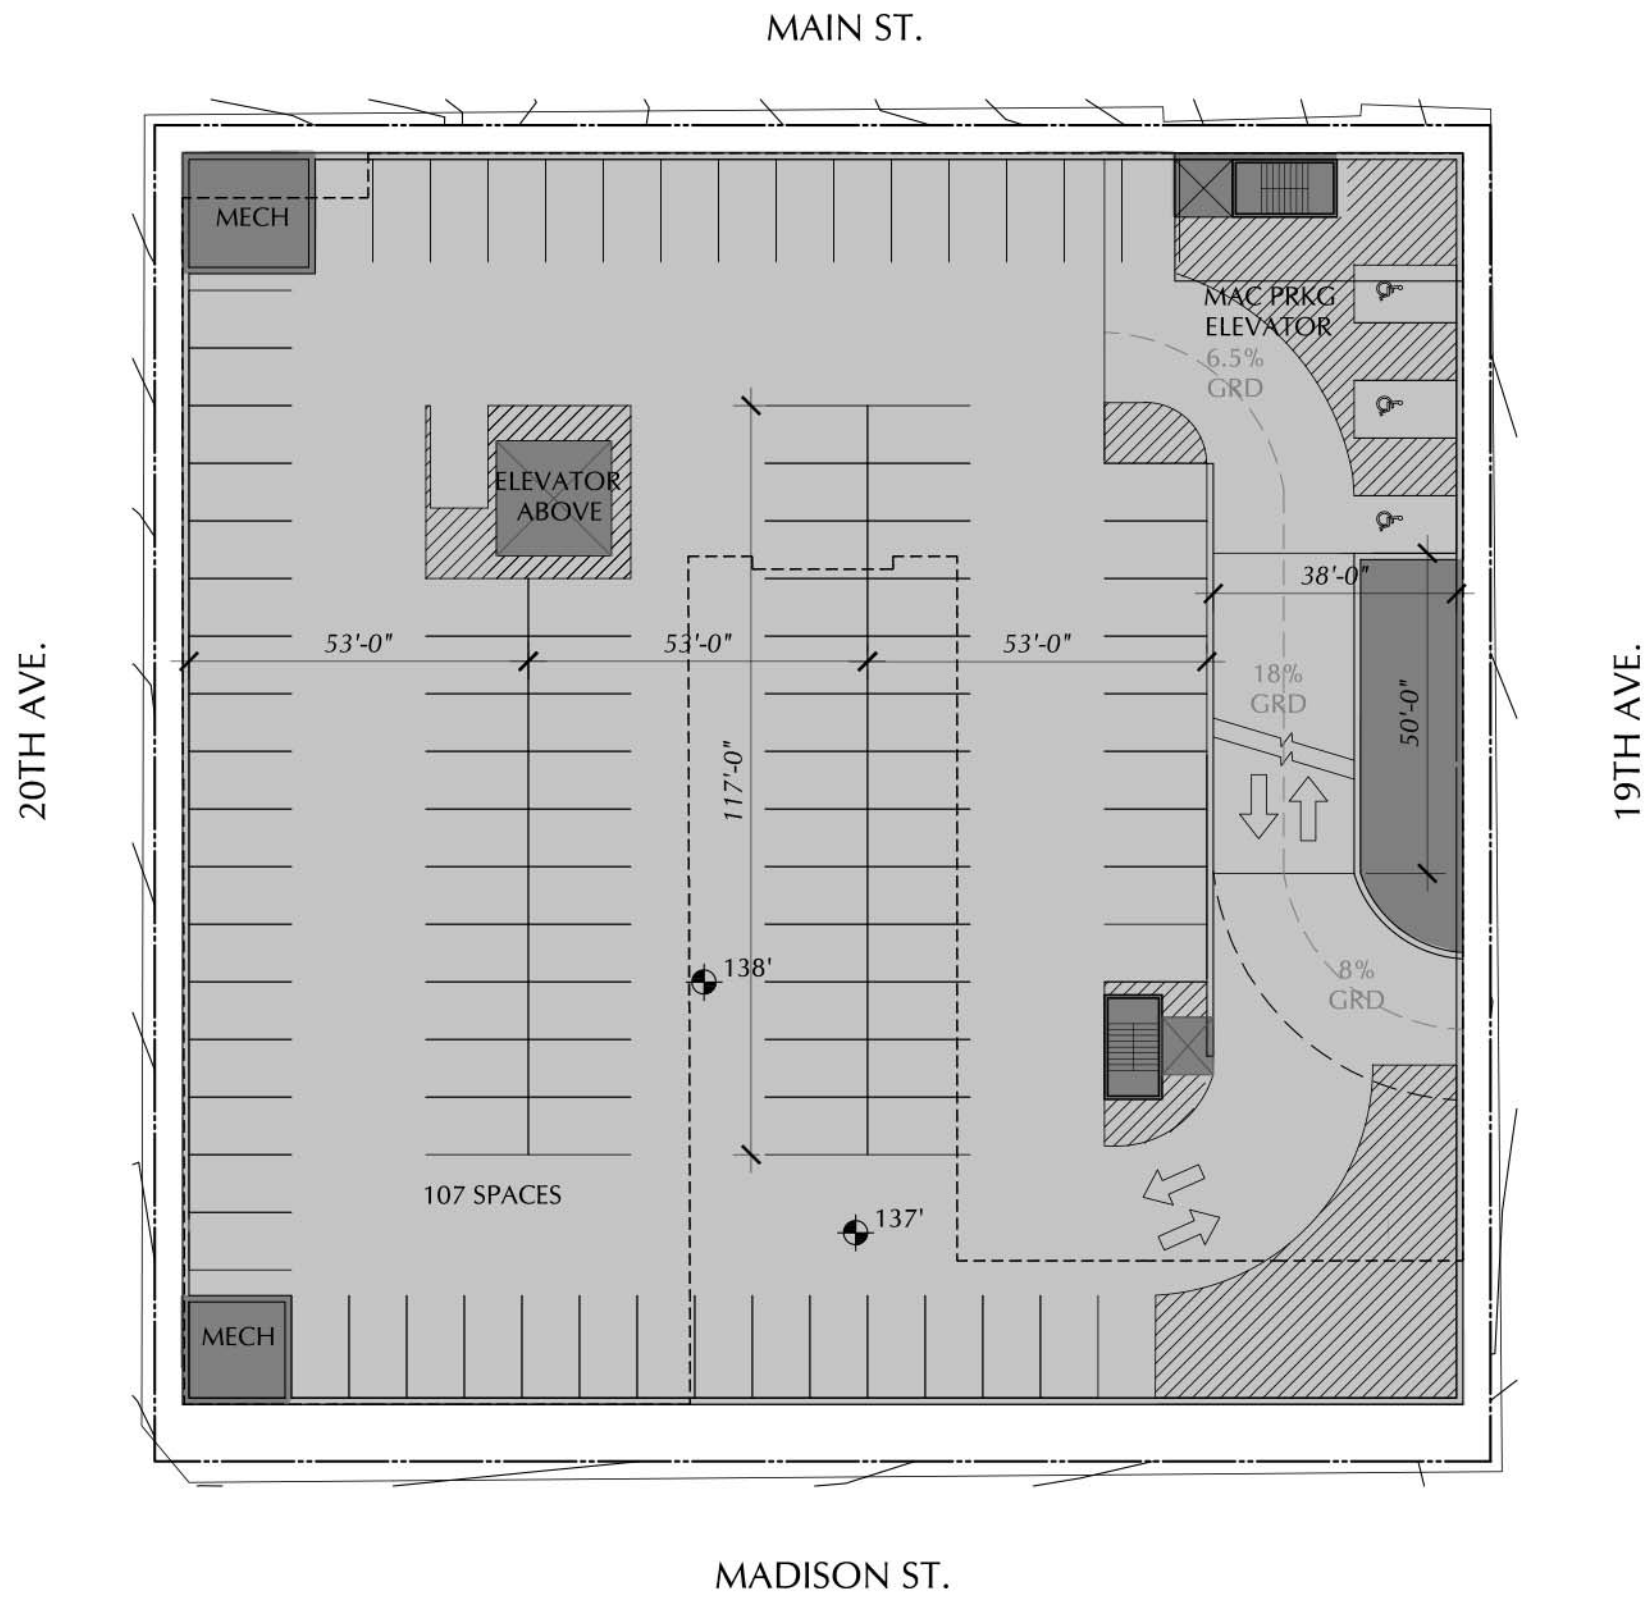 MAIN ST.
MECH
MAC PRKG
ELEVATOR
6.5%
GRD
ELEVATOR
ABOVE
38'-0"
53'-0"
53'-0"
53'-0"
18%
GRD
50'-0"
20TH AVE.
19TH AVE.
117'-0"
138'
8%
GRD
107 SPACES
137'
MECH
MADISON ST.